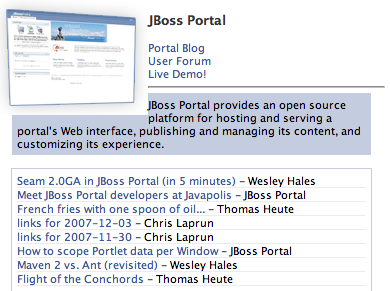 JBoss Portal
Portal Blog
User Forum
Live Demo!
JBoss Portal provides an open source
platform for hosting and serving a
portal's Web interface, publishing and managing its content, and
customizing its experience.
Seam 2.0GA in JBoss Portal (in 5 minutes) - Wesley Hales
Meet JBoss Portal developers at Javapolis - JBoss Portal
French fries with one spoon of oil... - Thomas Heute
links for 2007-12-03 - Chris Laprun
links for 2007-11-30 - Chris Laprun
How to scope Portlet data per Window - JBoss Portal
Maven 2 vs. Ant (revisited) - Wesley Hales
Flight of the Conchords - Thomas Heute